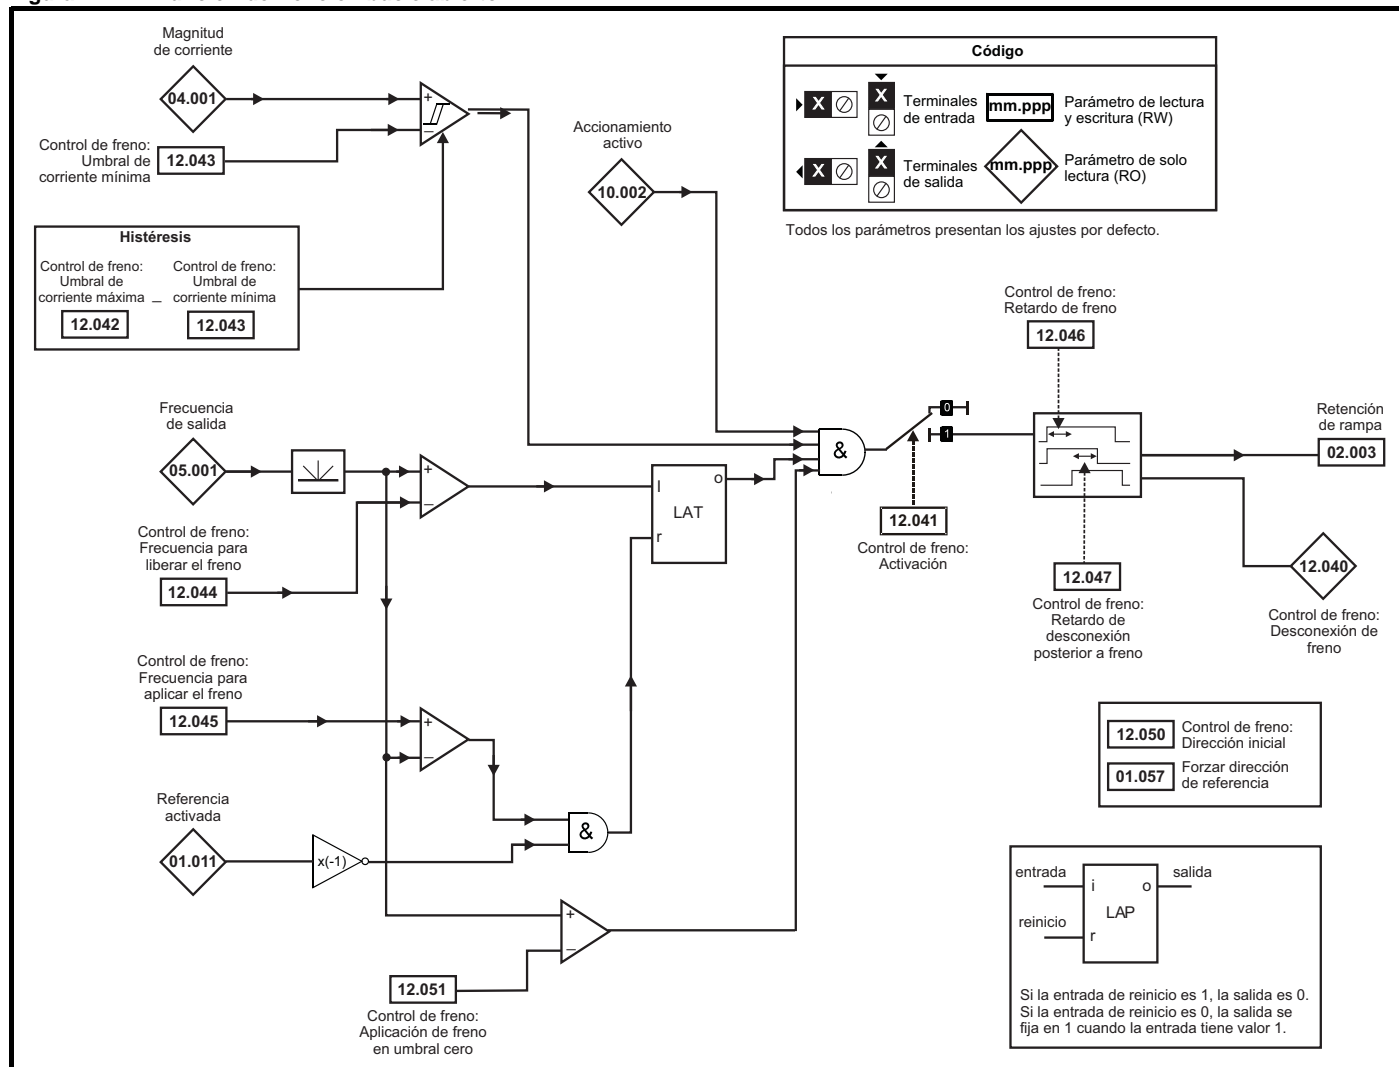 Magnitud
de corriente
04.001
+
−
Control de freno:
Umbral de
corriente mínima
12.043
Histéresis
Control de freno:
Umbral de
corriente máxima
12.042
–
Control de freno:
Umbral de
corriente mínima
12.043
Accionamiento
activo
10.002
Código
X
X
Terminales
de entrada
mm.ppp
Parámetro de lectura
y escritura (RW)
X
X
Terminales
de salida
mm.ppp
Parámetro de solo
lectura (RO)
Todos los parámetros presentan los ajustes por defecto.
Control de freno:
Retardo de freno
12.046
Frecuencia
de salida
05.001
+
−
Control de freno:
Frecuencia para
liberar el freno
12.044
I
o
LAT
r
&
0
1
12.041
Control de freno:
Activación
12.047
Control de freno:
Retardo de
desconexión
posterior a freno
Retención
de rampa
02.003
12.040
Control de freno:
Desconexión de
freno
Control de freno:
Frecuencia para
aplicar el freno
12.045
+
−
Referencia
activada
01.011
x(-1)
&
+
−
12.051
Control de freno:
Aplicación de freno
en umbral cero
12.050
Control de freno:
Dirección inicial
01.057
Forzar dirección
de referencia
entrada
i
o
salida
LAP
reinicio
r
Si la entrada de reinicio es 1, la salida es 0.
Si la entrada de reinicio es 0, la salida se
fija en 1 cuando la entrada tiene valor 1.